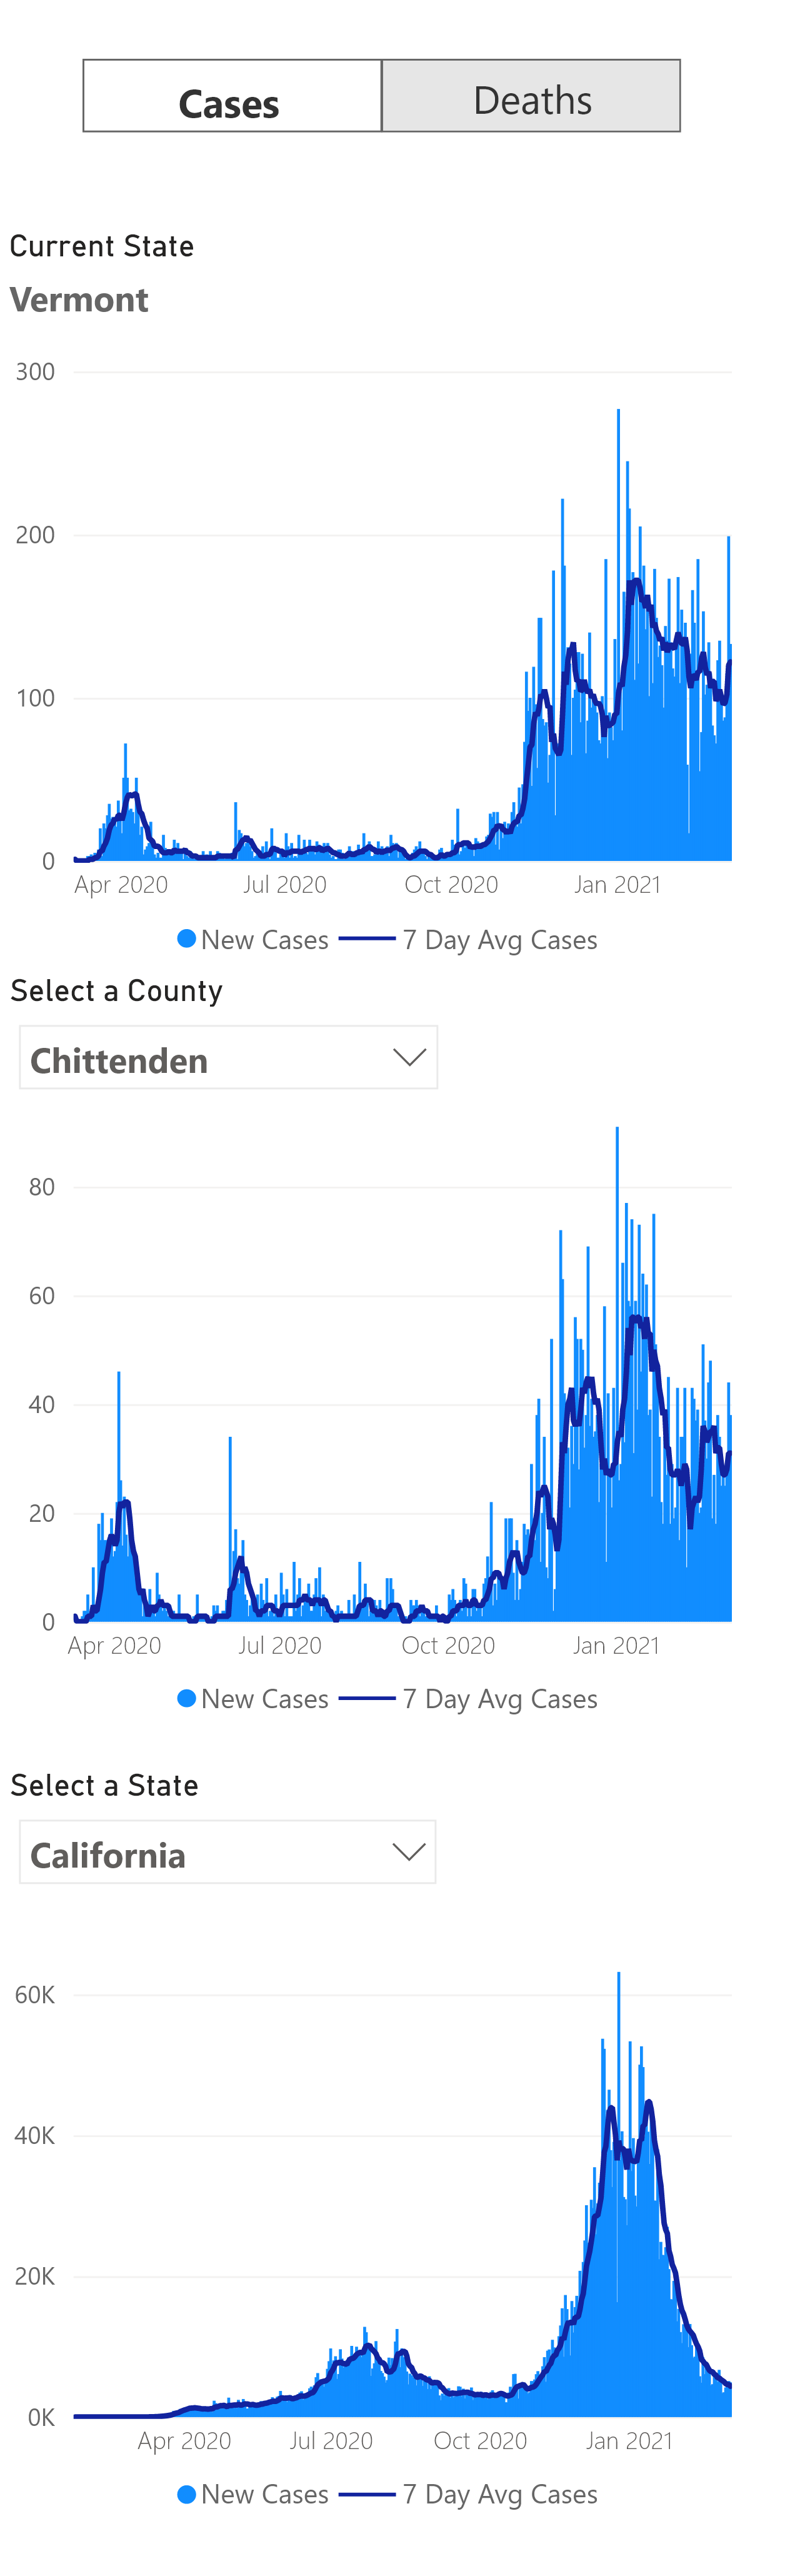 Cases Deaths
Current State
Vermont
300
200
100
0
Apr 2020 Jul 2020 Oct 2020 Jan 2021
New Cases 7 Day Avg Cases
Select a County
Chittenden
80
60
40
20
0
Apr 2020 Jul 2020 Oct 2020 Jan 2021
New Cases 7 Day Avg Cases
Select a State
California
60K
40K
20K
0K
Apr 2020 Jul 2020 Oct 2020 Jan 2021
New Cases 7 Day Avg Cases